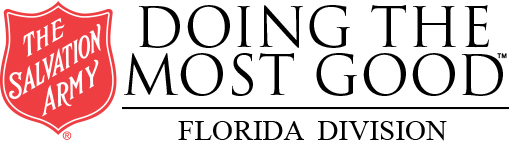 THE
SALVATION
ARMY
®
DOING THE
MOST GOOD™
FLORIDA DIVISION